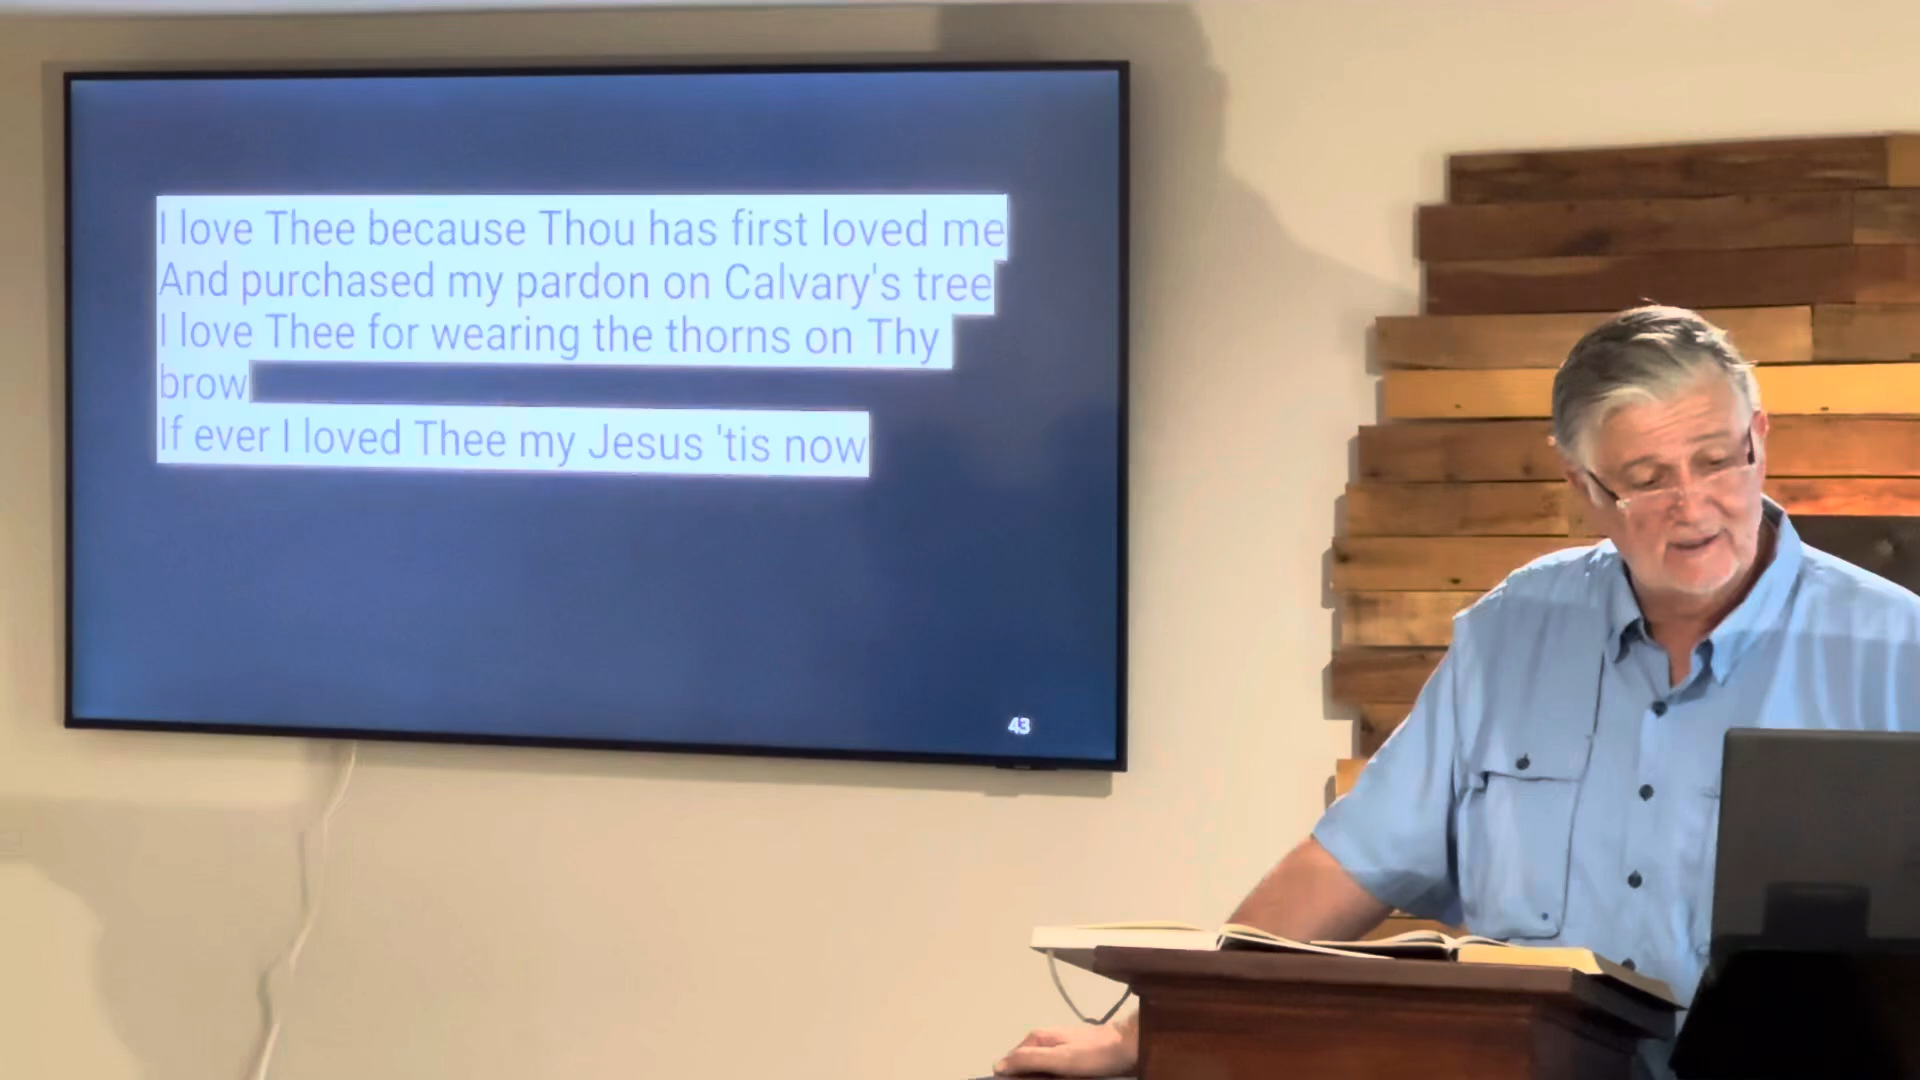 I love Thee because Thou has first loved me
And purchased my pardon on Calvary's tree
I love Thee for wearing the thorns on Thy
brow
If ever I loved Thee my Jesus 'tis now
43